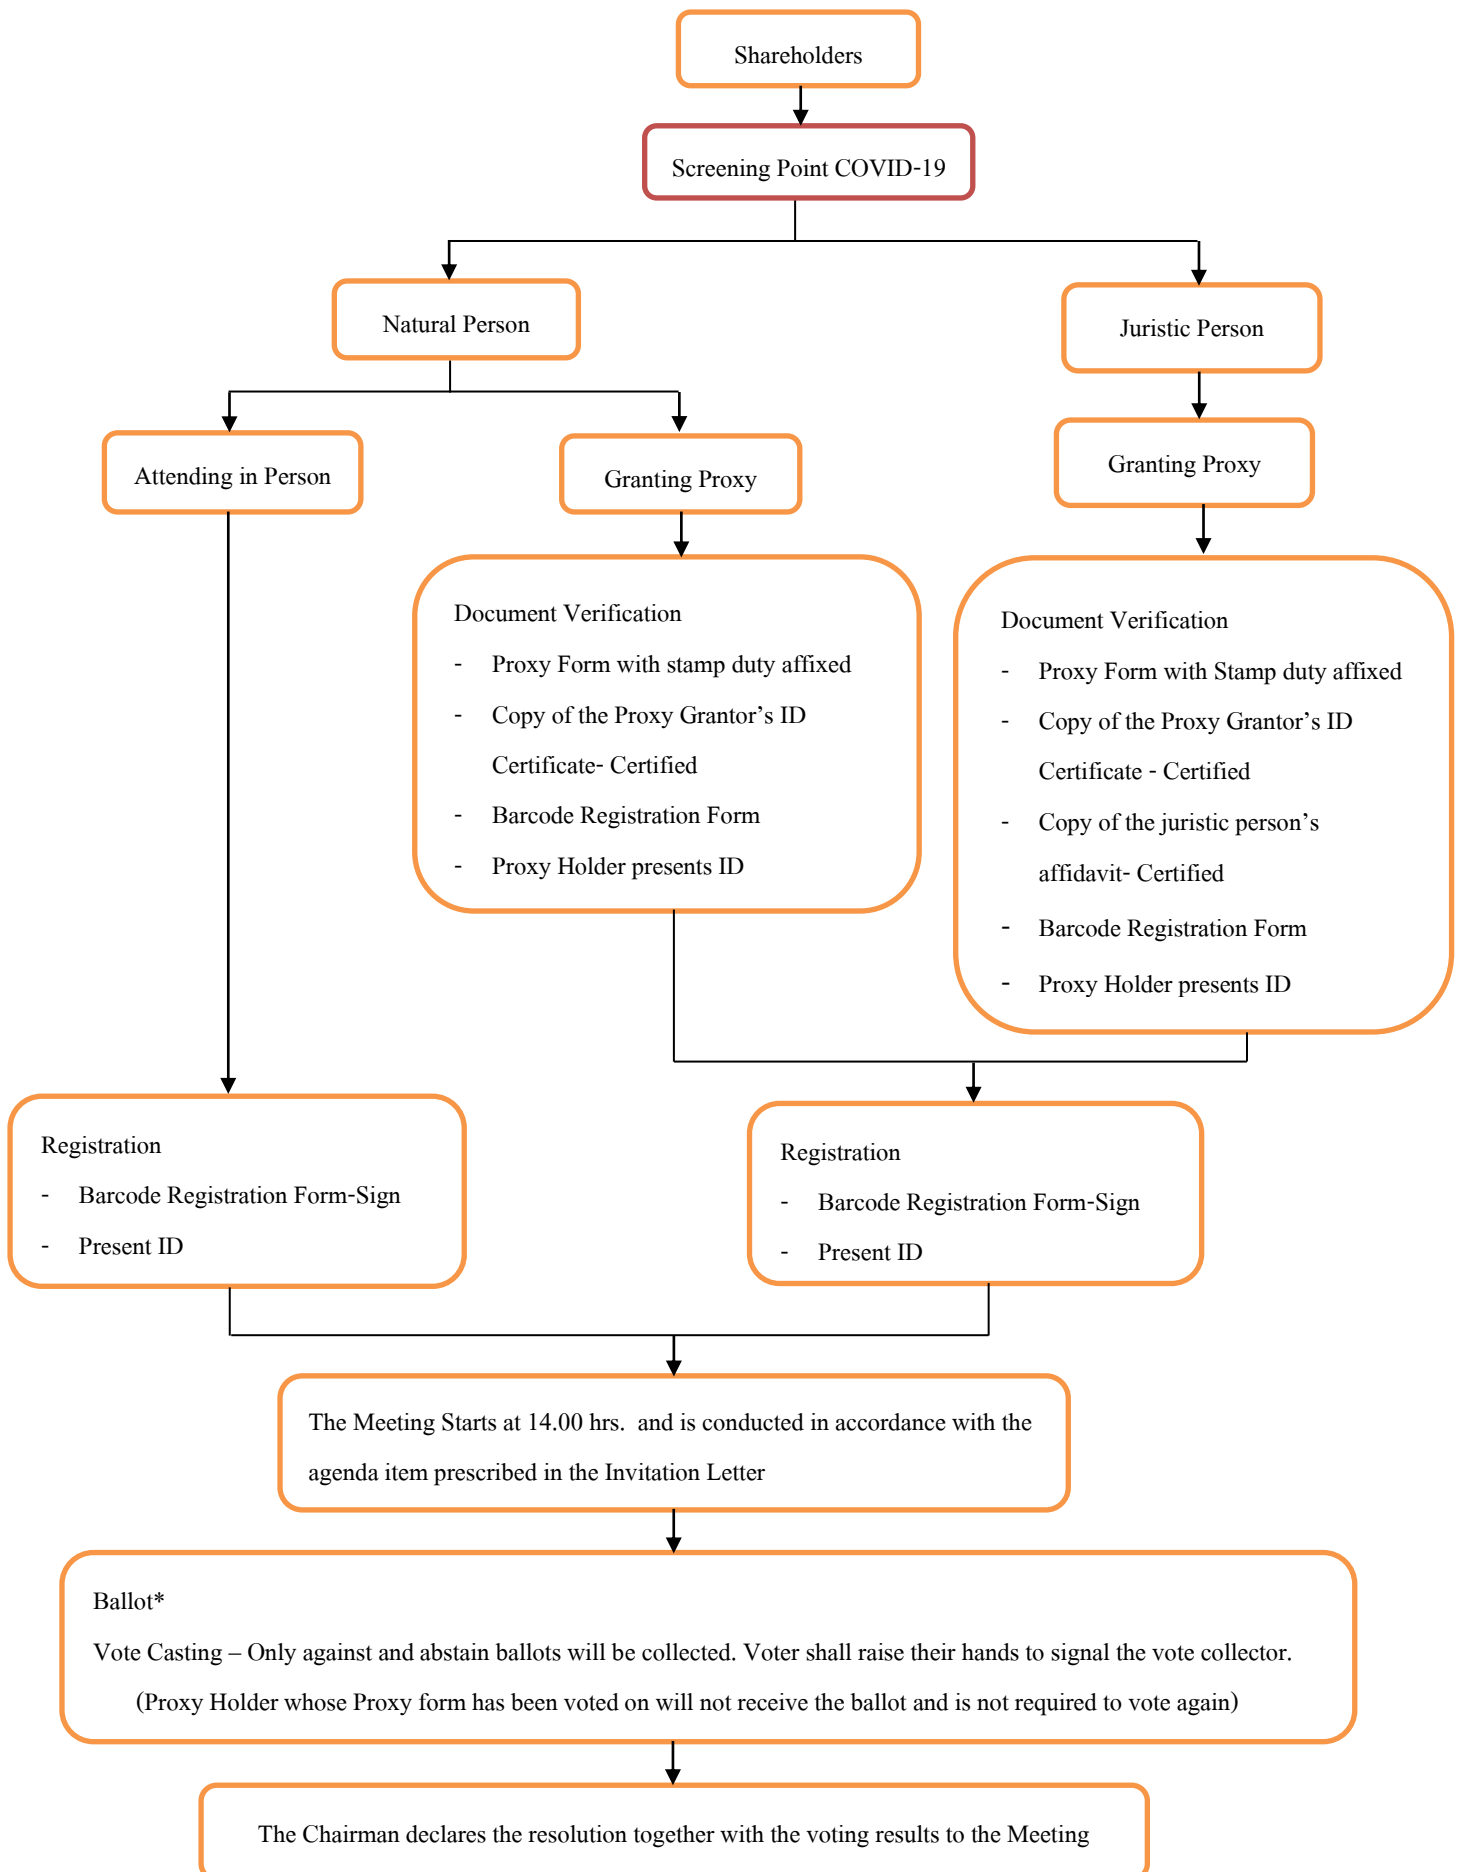 Shareholders
Screening Point COVID-19
Natural Person
Juristic Person
Attending in Person
Granting Proxy
Granting Proxy
Document Verification
- Proxy Form with stamp duty affixed
- Copy of the Proxy Grantor’s ID
Certificate- Certified
- Barcode Registration Form
- Proxy Holder presents ID
Document Verification
- Proxy Form with Stamp duty affixed
- Copy of the Proxy Grantor’s ID
Certificate - Certified
- Copy of the juristic person’s
affidavit- Certified
- Barcode Registration Form
- Proxy Holder presents ID
Registration
- Barcode Registration Form-Sign
- Present ID
Registration
- Barcode Registration Form-Sign
- Present ID
The Meeting Starts at 14.00 hrs. and is conducted in accordance with the
agenda item prescribed in the Invitation Letter
Ballot*
Vote Casting – Only against and abstain ballots will be collected. Voter shall raise their hands to signal the vote collector.
(Proxy Holder whose Proxy form has been voted on will not receive the ballot and is not required to vote again)
The Chairman declares the resolution together with the voting results to the Meeting